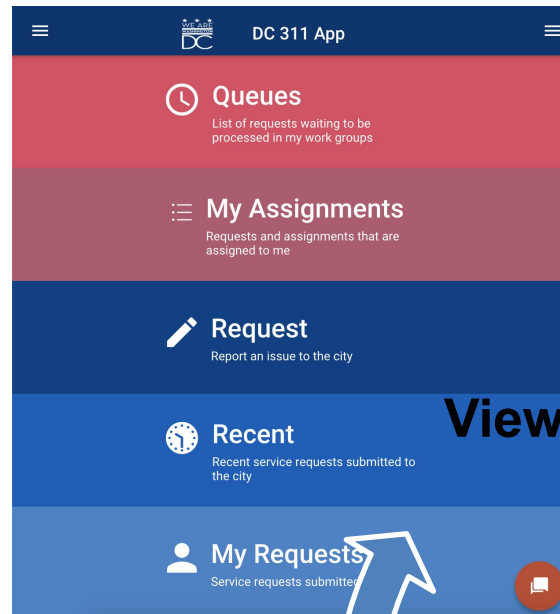 WE ARE
WASHINGTON
DC
DC 311 App
Queues
List of requests waiting to be
processed in my work groups
My Assignments
Requests and assignments that are
assigned to me
Request
Report an issue to the city
View
Recent
Recent service requests submitted to
the city
My Requests
Service requests submitted